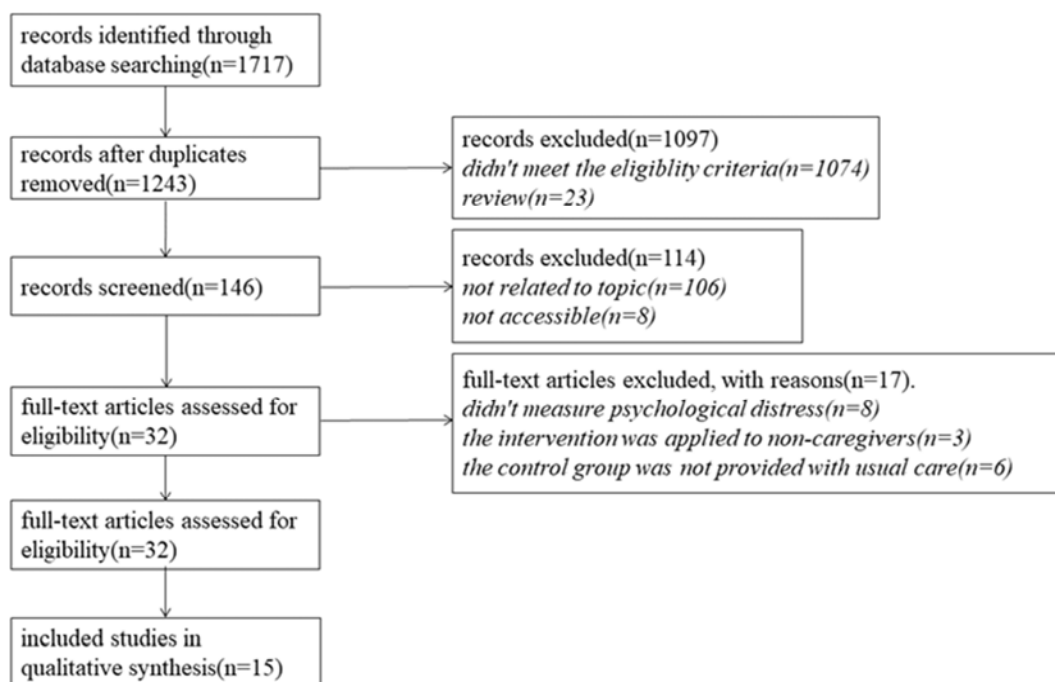 records identified through
database searching(n=1717)
records after duplicates
removed(n=1243)
records excluded(n=1097)
didn't meet the eligiblity criteria(n=1074)
review(n=23)
records screened(n=146)
records excluded(n=114)
not related to topic(n=106)
not accessible(n=8)
full-text articles assessed for
eligibility(n=32)
full-text articles excluded, with reasons(n=17).
didn't measure psychological distress(n=8)
the intervention was applied to non-caregivers(n=3)
the control group was not provided with usual care(n=6)
full-text articles assessed for
eligibility(n=32)
included studies in
qualitative synthesis(n=15)